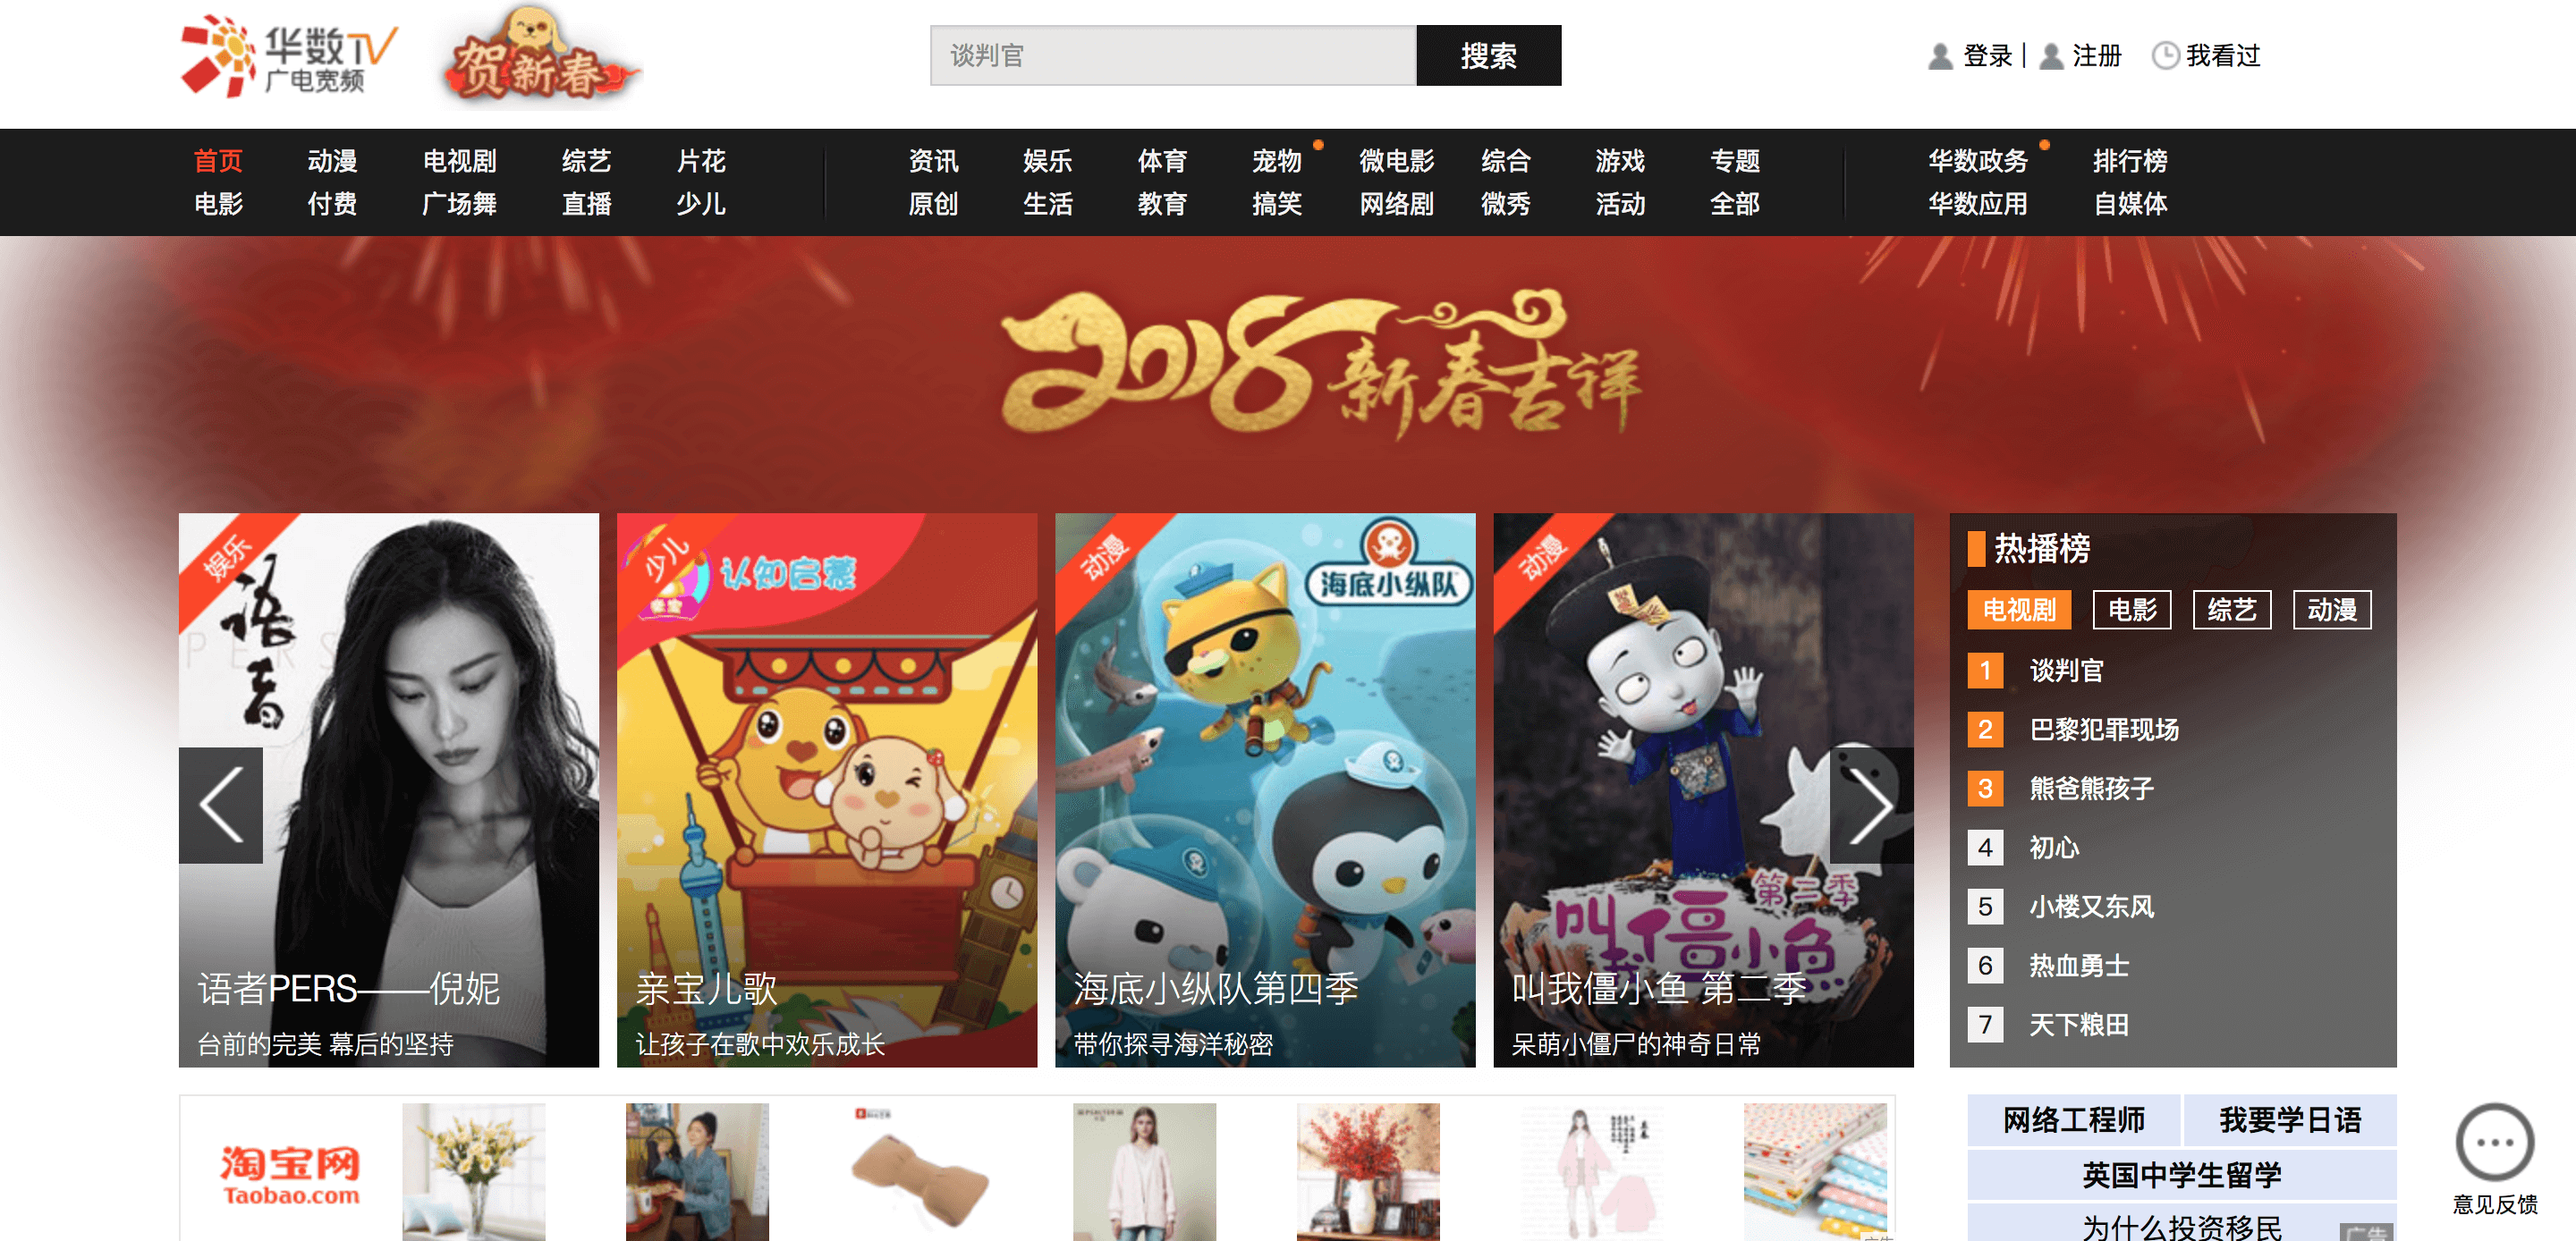 华数TV
广电宽频
贺新春
谈判官
搜索
登录 | 注册 我看过
首页 动漫 电视剧 综艺 片花 资讯 娱乐 体育 宠物 微电影 综合 游戏 专题 华数政务 排行榜
电影 付费 广场舞 直播 少儿 原创 生活 教育 搞笑 网络剧 微秀 活动 全部 华数应用 自媒体
2018新春吉祥
娱乐
语者
PERS
语者PERS——倪妮
台前的完美 幕后的坚持
少儿
认知启蒙
亲宝儿歌
让孩子在歌中欢乐成长
动漫
海底小纵队
海底小纵队第四季
带你探寻海洋秘密
动漫
第二季
叫僵小鱼
叫我僵小鱼 第二季
呆萌小僵尸的神奇日常
热播榜
电视剧 电影 综艺 动漫
1 谈判官
2 巴黎犯罪现场
3 熊爸熊孩子
4 初心
5 小楼又东风
6 热血勇士
7 天下粮田
淘宝网
Taobao.com
网络工程师 我要学日语
英国中学生留学
为什么投资移民
广告
意见反馈